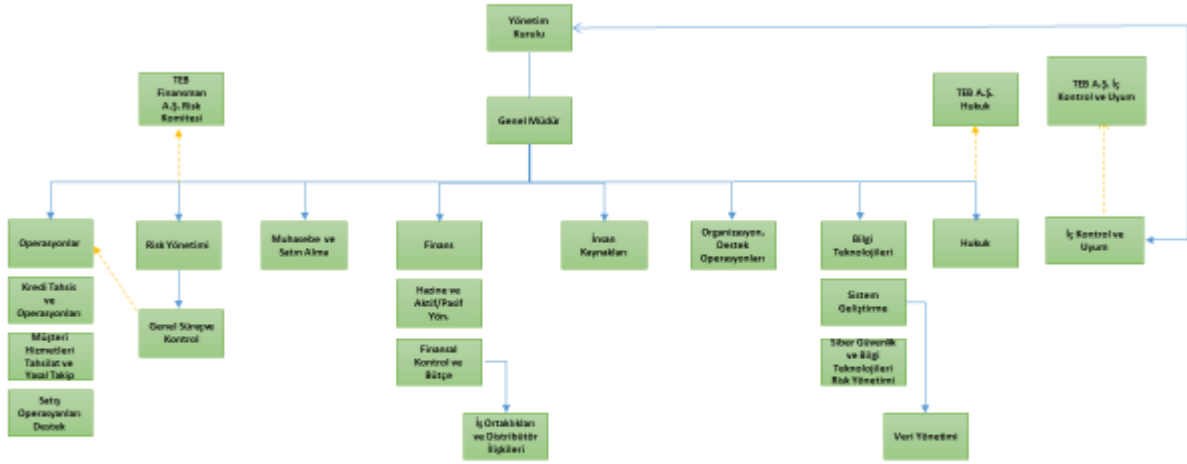 Yönetim
Kurulu
TEB
Finansman
A.Ş. Risk
Komitesi
Genel Müdür
TEB A.Ş.
Hukuk
TEB A.Ş. İç
Kontrol ve Uyum
Operasyonlar
Risk Yönetimi
Muhasebe ve
Satın Alma
Finans
İnsan
Kaynakları
Organizasyon,
Destek
Operasyonları
Bilgi
Teknolojileri
Hukuk
İç Kontrol ve
Uyum
Kredi Tahsis
ve
Operasyonları
Genel Süreç ve
Kontrol
Hazine ve
Aktif/Pasif
Yön.
Sistem
Geliştirme
Müşteri
Hizmetleri
Tahsilat ve
Yasal Takip
Finansal
Kontrol ve
Bütçe
Siber Güvenlik
ve Bilgi
Teknolojileri
Risk Yönetimi
Satış
Operasyonları
Destek
İş Ortaklıkları
ve Distribütör
İlişkileri
Veri Yönetimi